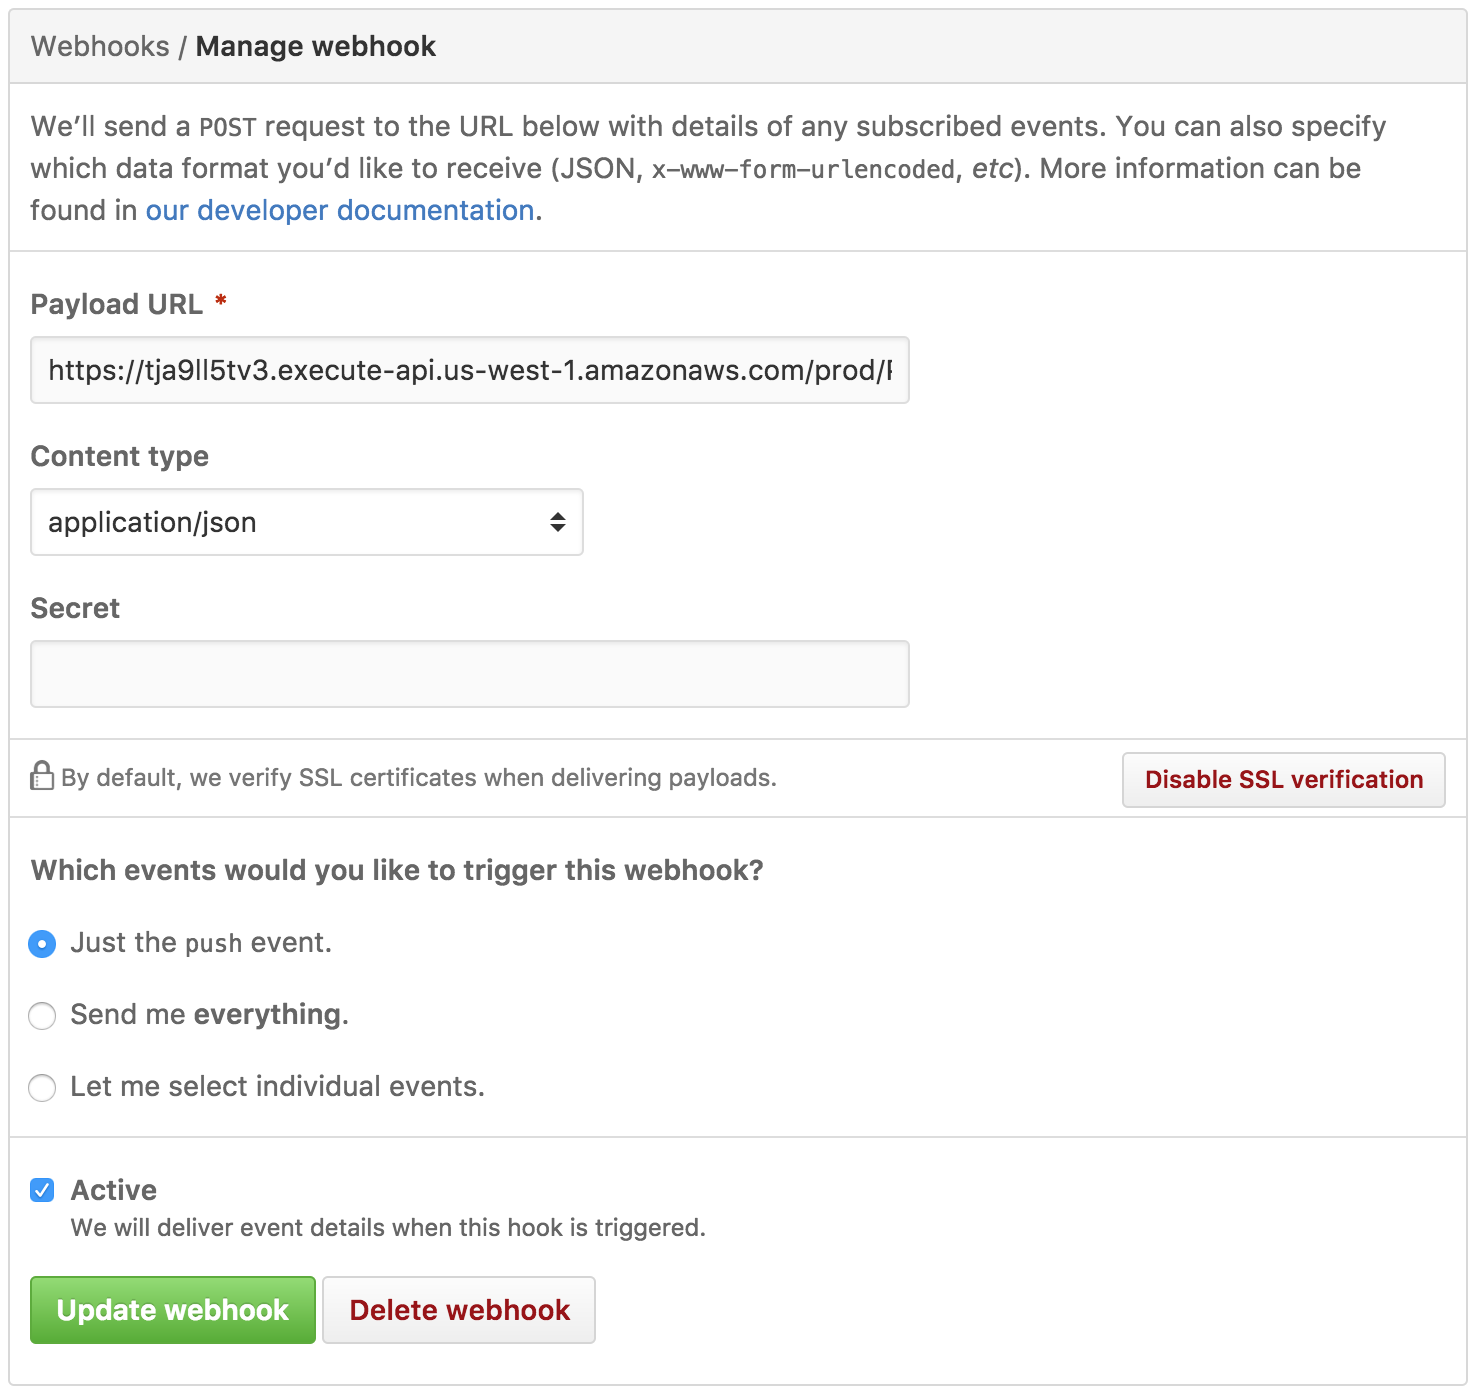 Webhooks / Manage webhook
We’ll send a POST request to the URL below with details of any subscribed events. You can also specify
which data format you’d like to receive (JSON, x-www-form-urlencoded, etc). More information can be
found in our developer documentation.
Payload URL *
https://tja9ll5tv3.execute-api.us-west-1.amazonaws.com/prod/
Content type
application/json
Secret
By default, we verify SSL certificates when delivering payloads.
Disable SSL verification
Which events would you like to trigger this webhook?
Just the push event.
Send me everything.
Let me select individual events.
Active
We will deliver event details when this hook is triggered.
Update webhook
Delete webhook